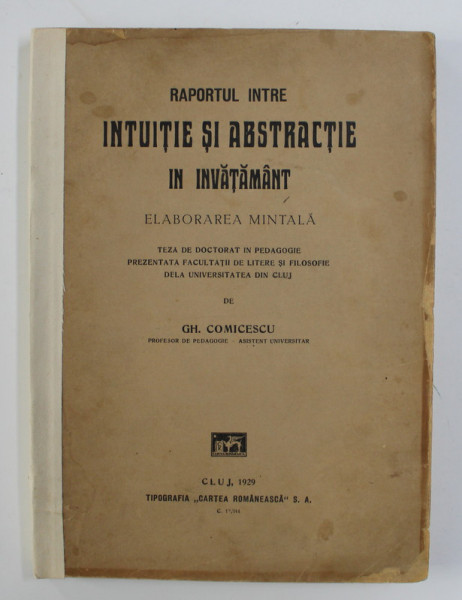 RAPORTUL INTRE
INTUIȚIE ȘI ABSTRACȚIE
IN INVĂȚĂMÂNT
ELABORAREA MINTALĂ
TEZA DE DOCTORAT IN PEDAGOGIE
PREZENTATĂ FACULTĂȚII DE LITERE ȘI FILOSOFIE
DELA UNIVERSITATEA DIN CLUJ
DE
GH. COMICESCU
PROFESOR DE PEDAGOGIE - ASISTENT UNIVERSITAR
CLUJ, 1929
TIPOGRAFIA „CARTEA ROMÂNEASCĂ" S. A.